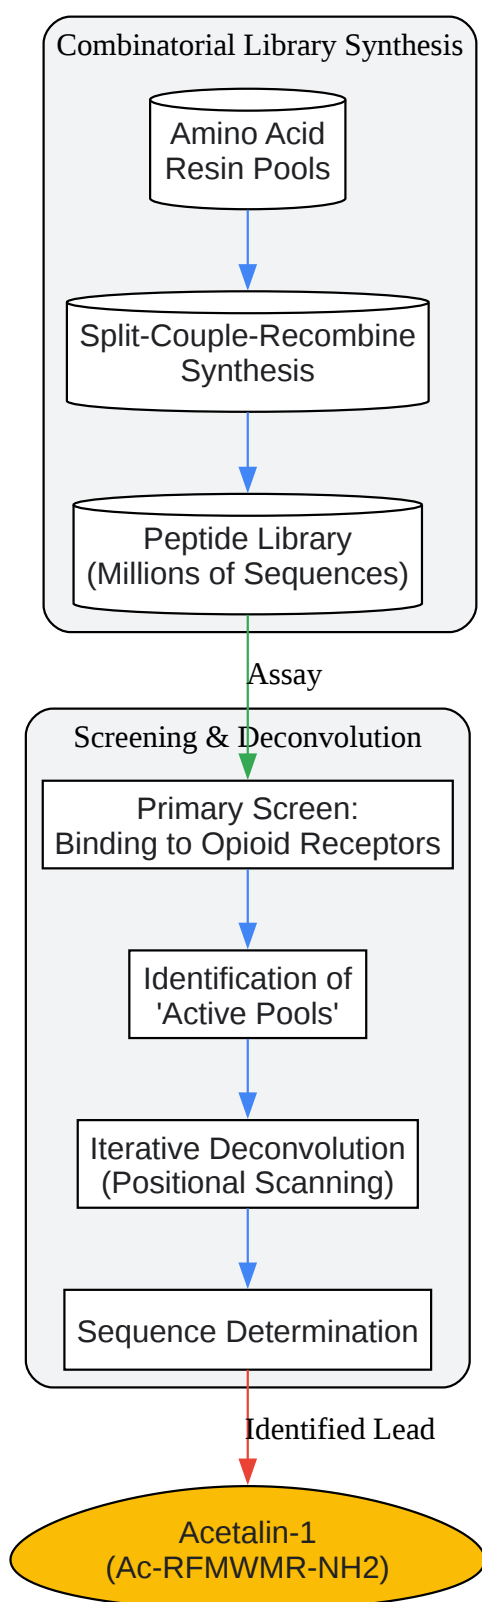 Combinatorial Library Synthesis
Amino Acid
Resin Pools
Split-Couple-Recombine
Synthesis
Peptide Library
(Millions of Sequences)
Assay
Screening & Deconvolution
Primary Screen:
Binding to Opioid Receptors
Identification of
'Active Pools'
Iterative Deconvolution
(Positional Scanning)
Sequence Determination
Identified Lead
Acetalin-1
(Ac-RFMWMR-NH2)